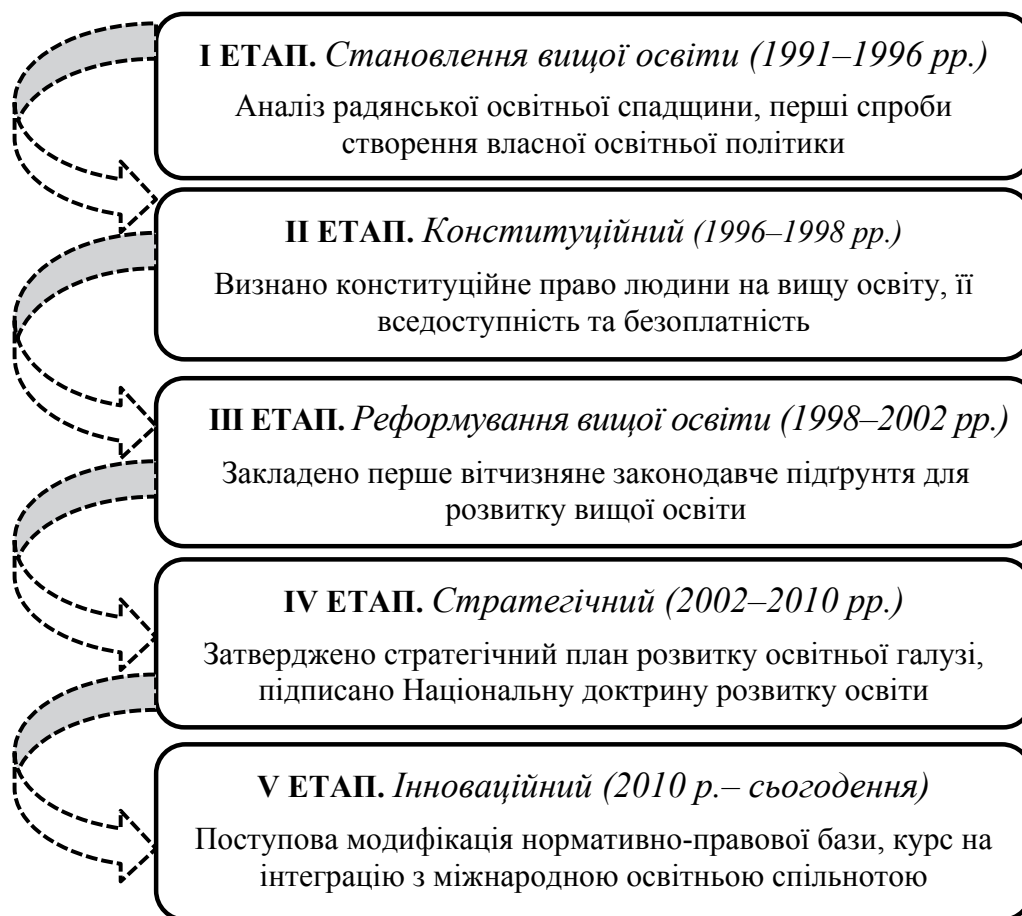 І ЕТАП. Становлення вищої освіти (1991–1996 рр.)
Аналіз радянської освітньої спадщини, перші спроби
створення власної освітньої політики
ІІ ЕТАП. Конституційний (1996–1998 рр.)
Визнано конституційне право людини на вищу освіту, її
вседоступність та безоплатність
ІІІ ЕТАП. Реформування вищої освіти (1998–2002 рр.)
Закладено перше вітчизняне законодавче підґрунтя для
розвитку вищої освіти
IV ЕТАП. Стратегічний (2002–2010 рр.)
Затверджено стратегічний план розвитку освітньої галузі,
підписано Національну доктрину розвитку освіти
V ЕТАП. Інноваційний (2010 р.– сьогодення)
Поступова модифікація нормативно-правової бази, курс на
інтеграцію з міжнародною освітньою спільнотою